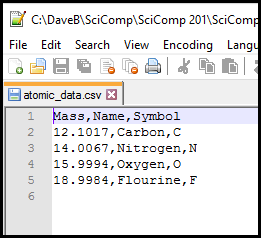 C:\DaveB\SciComp\SciComp 201\SciComp
File Edit Search View Encoding Langu
atomic_data.csv
1 Mass,Name,Symbol
2 12.1017,Carbon,C
3 14.0067,Nitrogen,N
4 15.9994,Oxygen,O
5 18.9984,Flourine,F
6